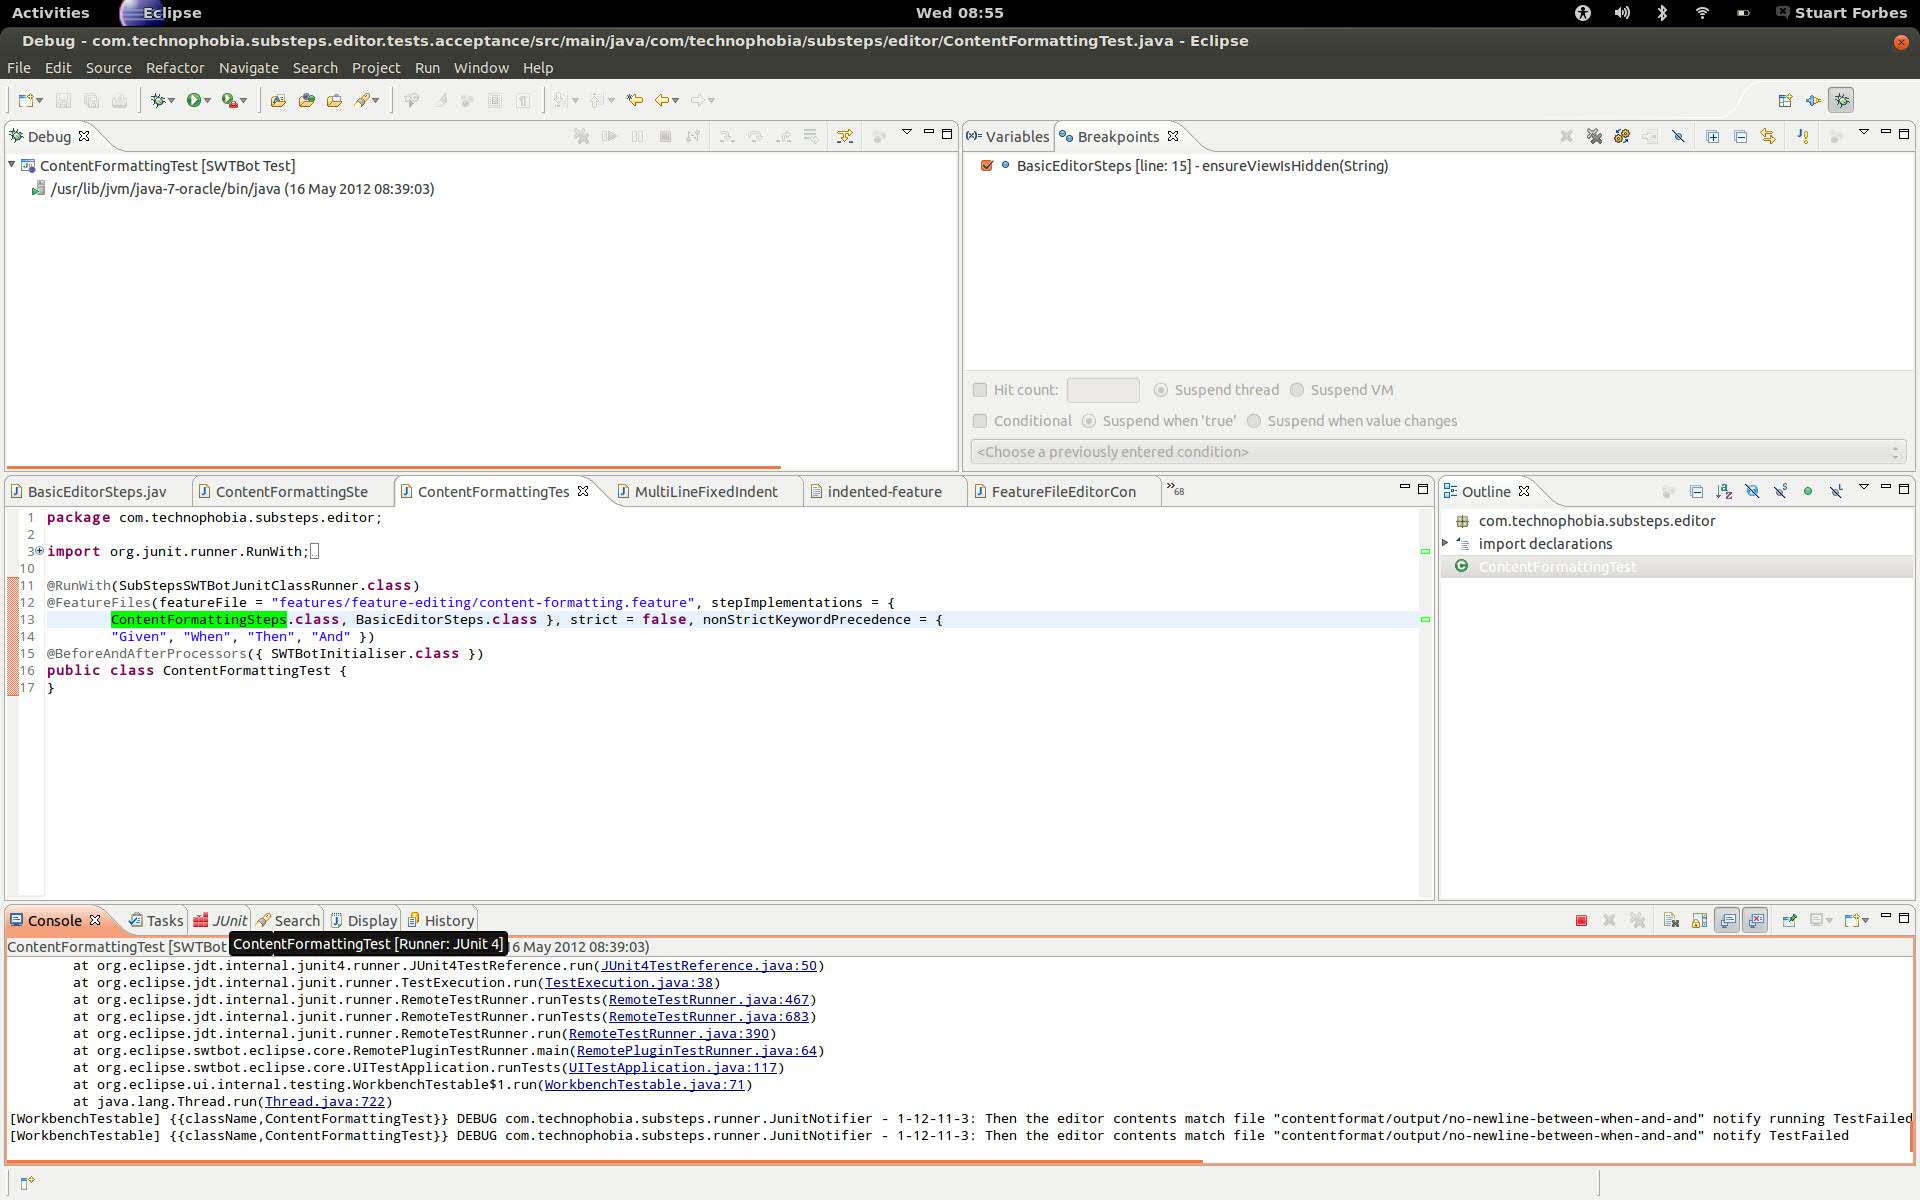 Activities Eclipse Wed 08:55 Stuart Forbes
Debug - com.technophobia.substeps.editor.tests.acceptance/src/main/java/com/technophobia/substeps/editor/ContentFormattingTest.java - Eclipse
File Edit Source Refactor Navigate Search Project Run Window Help
Debug
ContentFormattingTest [SWTBot Test]
/usr/lib/jvm/java-7-oracle/bin/java (16 May 2012 08:39:03)
(x)= Variables Breakpoints
BasicEditorSteps [line: 15] - ensureViewIsHidden(String)
Hit count: Suspend thread Suspend VM
Conditional Suspend when 'true' Suspend when value changes
<Choose a previously entered condition>
BasicEditorSteps.jav ContentFormattingSte ContentFormattingTes MultiLineFixedIndent indented-feature FeatureFileEditorCon »68
1 package com.technophobia.substeps.editor;
2
3 import org.junit.runner.RunWith;
10
11 @RunWith(SubStepsSWTBotJunitClassRunner.class)
12 @FeatureFiles(featureFile = "features/feature-editing/content-formatting.feature", stepImplementations = {
13 ContentFormattingSteps.class, BasicEditorSteps.class }, strict = false, nonStrictKeywordPrecedence = {
14 "Given", "When", "Then", "And" })
15 @BeforeAndAfterProcessors({ SWTBotInitialiser.class })
16 public class ContentFormattingTest {
17 }
Outline
com.technophobia.substeps.editor
import declarations
ContentFormattingTest
Console Tasks JUnit Search Display History
ContentFormattingTest [SWTBot
ContentFormattingTest [Runner: JUnit 4]
16 May 2012 08:39:03)
at org.eclipse.jdt.internal.junit4.runner.JUnit4TestReference.run(JUnit4TestReference.java:50)
at org.eclipse.jdt.internal.junit.runner.TestExecution.run(TestExecution.java:38)
at org.eclipse.jdt.internal.junit.runner.RemoteTestRunner.runTests(RemoteTestRunner.java:467)
at org.eclipse.jdt.internal.junit.runner.RemoteTestRunner.runTests(RemoteTestRunner.java:683)
at org.eclipse.jdt.internal.junit.runner.RemoteTestRunner.run(RemoteTestRunner.java:390)
at org.eclipse.swtbot.eclipse.core.RemotePluginTestRunner.main(RemotePluginTestRunner.java:64)
at org.eclipse.swtbot.eclipse.core.UITestApplication.runTests(UITestApplication.java:117)
at org.eclipse.ui.internal.testing.WorkbenchTestable$1.run(WorkbenchTestable.java:71)
at java.lang.Thread.run(Thread.java:722)
[WorkbenchTestable] {{className,ContentFormattingTest}} DEBUG com.technophobia.substeps.runner.JunitNotifier - 1-12-11-3: Then the editor contents match file "contentformat/output/no-newline-between-when-and-and" notify running TestFailed
[WorkbenchTestable] {{className,ContentFormattingTest}} DEBUG com.technophobia.substeps.runner.JunitNotifier - 1-12-11-3: Then the editor contents match file "contentformat/output/no-newline-between-when-and-and" notify TestFailed